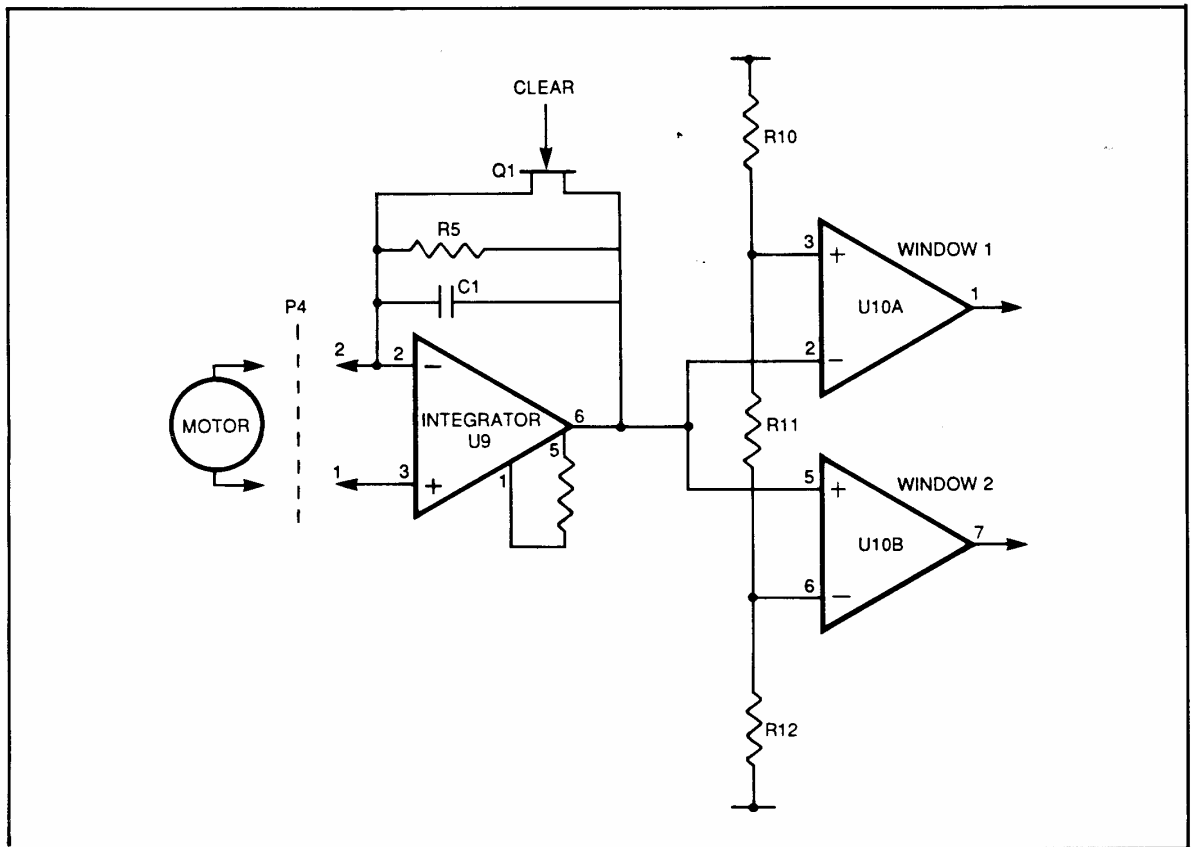 CLEAR
Q1
R5
C1
P4
2
2
−
MOTOR
INTEGRATOR
U9
6
5
1
3
+
1
R10
3
+
WINDOW 1
U10A
1
2
−
R11
5
+
WINDOW 2
U10B
7
6
−
R12